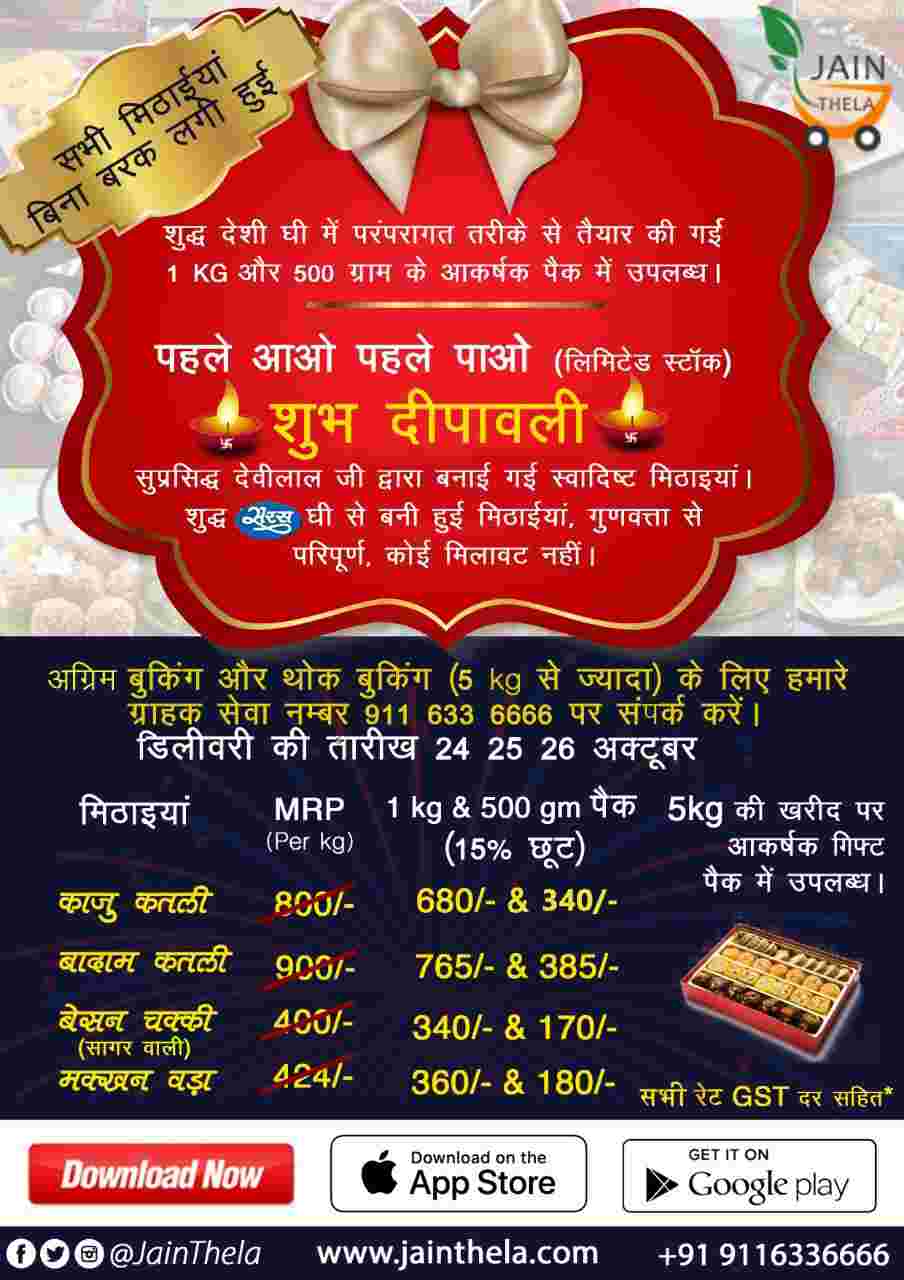 सभी मिठाईयां
बिना बरक लगी हुई
JAIN
THELA
शुद्ध देशी घी में परंपरागत तरीके से तैयार की गई
1 KG और 500 ग्राम के आकर्षक पैक में उपलब्ध।
पहले आओ पहले पाओ (लिमिटेड स्टॉक)
शुभ दीपावली
सुप्रसिद्ध देवीलाल जी द्वारा बनाई गई स्वादिष्ट मिठाइयां।
शुद्ध सरस घी से बनी हुई मिठाईयां, गुणवत्ता से
परिपूर्ण, कोई मिलावट नहीं।
अग्रिम बुकिंग और थोक बुकिंग (5 kg से ज्यादा) के लिए हमारे
ग्राहक सेवा नम्बर 911 633 6666 पर संपर्क करें।
डिलीवरी की तारीख 24 25 26 अक्टूबर
मिठाइयां MRP 1 kg & 500 gm पैक 5kg की खरीद पर
(Per kg) (15% छूट) आकर्षक गिफ्ट
पैक में उपलब्ध।
काजु कतली 800/- 680/- & 340/-
बादाम कतली 900/- 765/- & 385/-
बेसन चक्की 400/- 340/- & 170/-
(सागर वाली)
मक्खन वड़ा 424/- 360/- & 180/-
सभी रेट GST दर सहित*
Download Now
Download on the
App Store
GET IT ON
Google play
@JainThela www.jainthela.com +91 9116336666